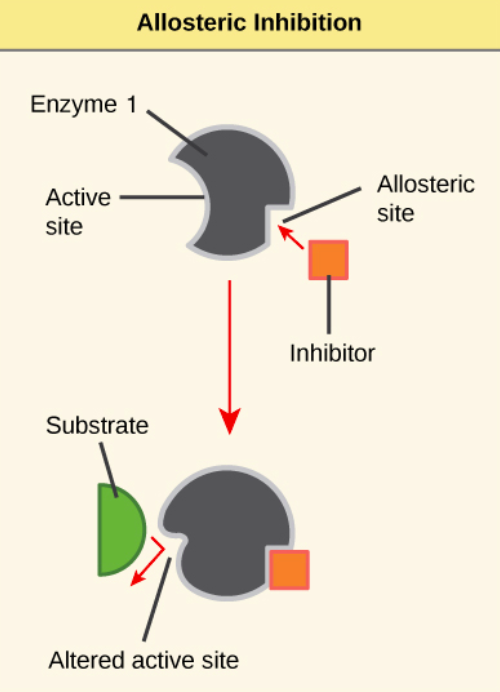 Allosteric Inhibition
Enzyme 1
Active
site
Allosteric
site
Inhibitor
Substrate
Altered active site